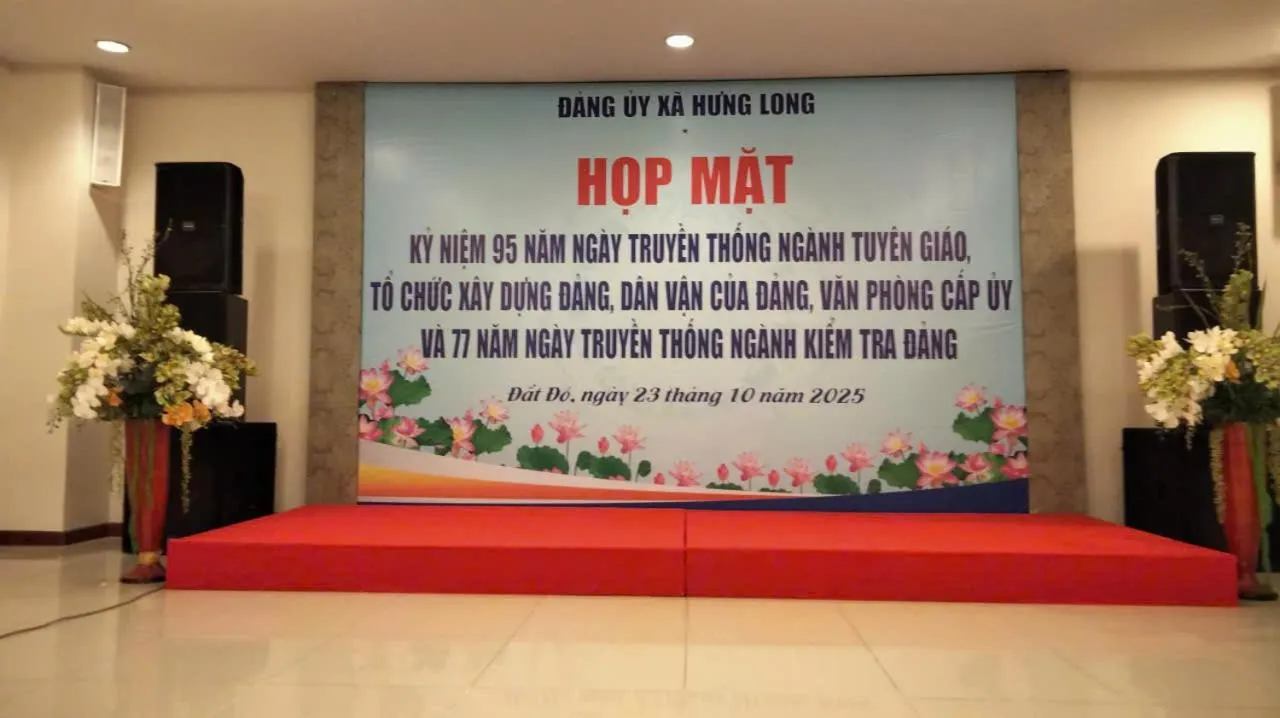 ĐẢNG ỦY XÃ HƯNG LONG
HỌP MẶT
KỶ NIỆM 95 NĂM NGÀY TRUYỀN THỐNG NGÀNH TUYÊN GIÁO,
TỔ CHỨC XÂY DỰNG ĐẢNG, DÂN VẬN CỦA ĐẢNG, VĂN PHÒNG CẤP ỦY
VÀ 77 NĂM NGÀY TRUYỀN THỐNG NGÀNH KIỂM TRA ĐẢNG
Đất Đỏ, ngày 23 tháng 10 năm 2025